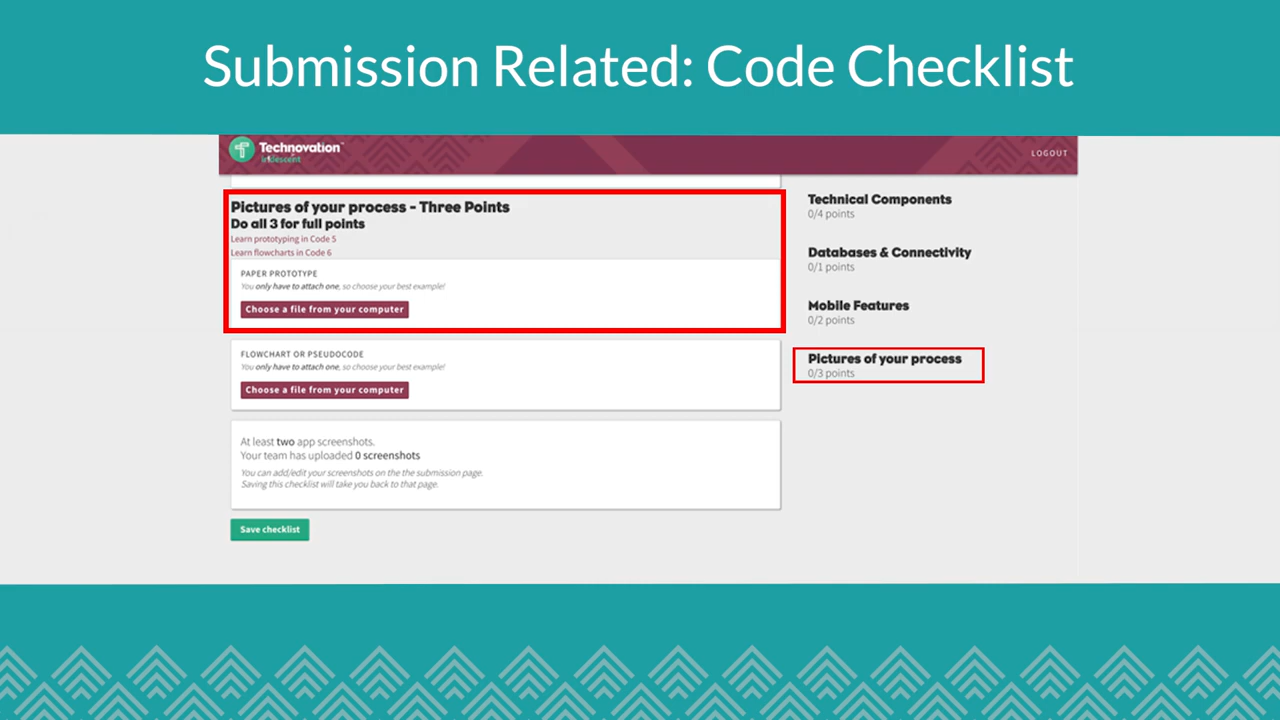 Submission Related: Code Checklist
Technovation
iridescent
LOGOUT
Pictures of your process - Three Points
Do all 3 for full points
Learn prototyping in Code 5
Learn flowcharts in Code 6
PAPER PROTOTYPE
You only have to attach one, so choose your best example!
Choose a file from your computer
FLOWCHART OR PSEUDOCODE
You only have to attach one, so choose your best example!
Choose a file from your computer
At least two app screenshots.
Your team has uploaded 0 screenshots
You can add/edit your screenshots on the the submission page.
Saving this checklist will take you back to that page.
Save checklist
Technical Components
0/4 points
Databases & Connectivity
0/1 points
Mobile Features
0/2 points
Pictures of your process
0/3 points